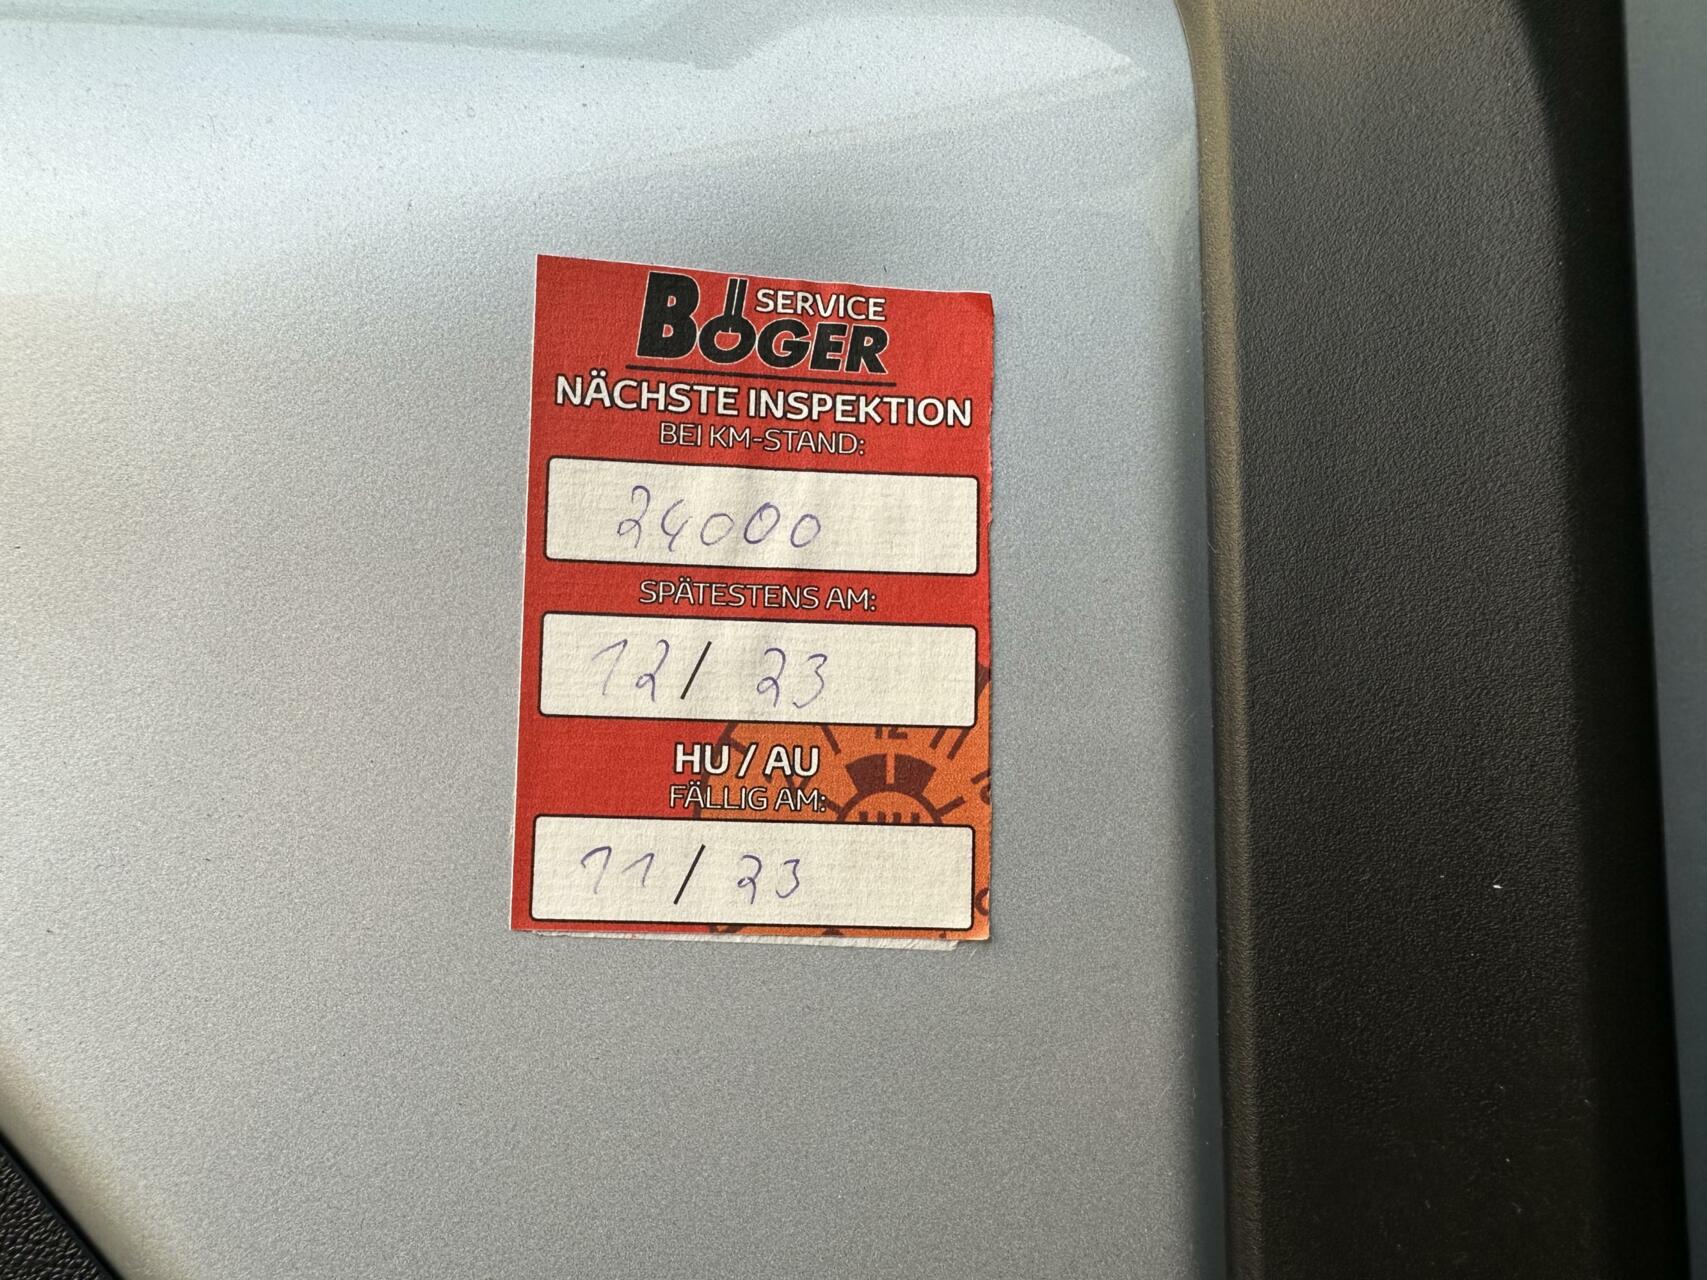 SERVICE
BÖGER
NÄCHSTE INSPEKTION
BEI KM-STAND:
24000
SPÄTESTENS AM:
12/ 23
HU / AU
FÄLLIG AM:
11/ 23